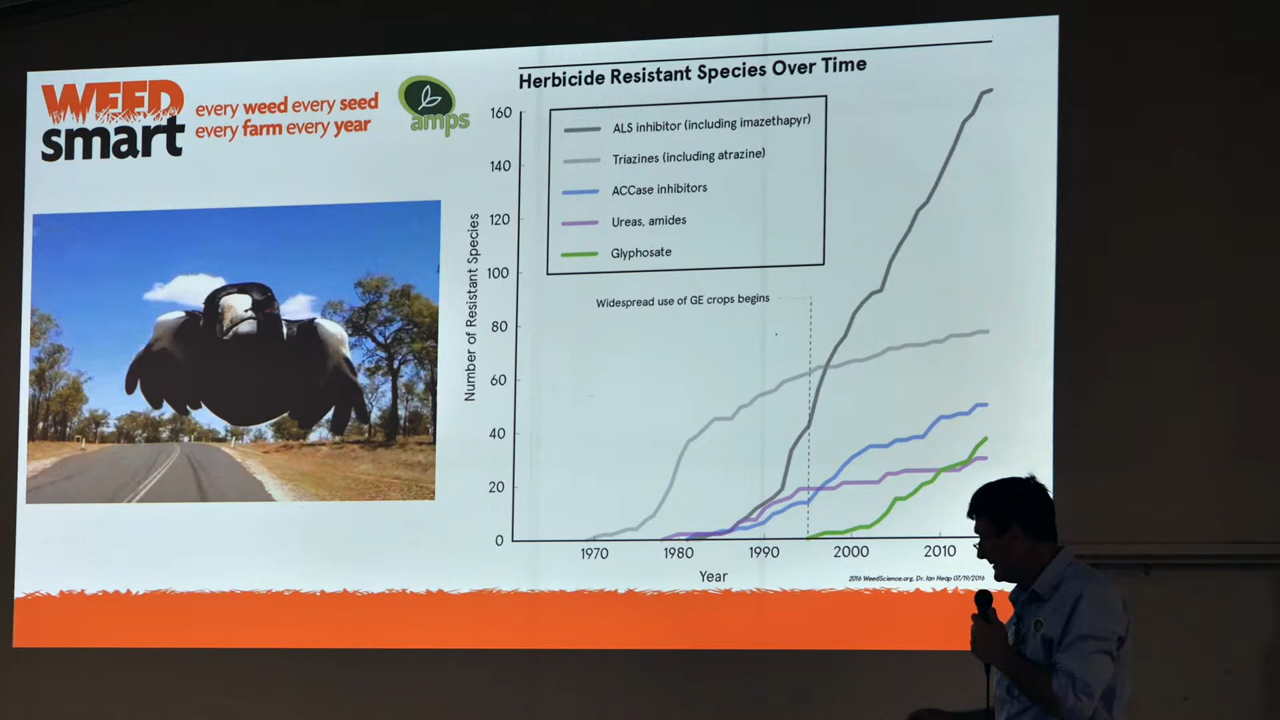 WEED
smart
every weed every seed
every farm every year
amps
Herbicide Resistant Species Over Time
ALS inhibitor (including imazethapyr)
Triazines (including atrazine)
ACCase inhibitors
Ureas, amides
Glyphosate
Widespread use of GE crops begins
Number of Resistant Species
160
140
120
100
80
60
40
20
0
1970 1980 1990 2000 2010
Year
2016 WeedScience.org, Dr. Ian Heap 07/19/2016